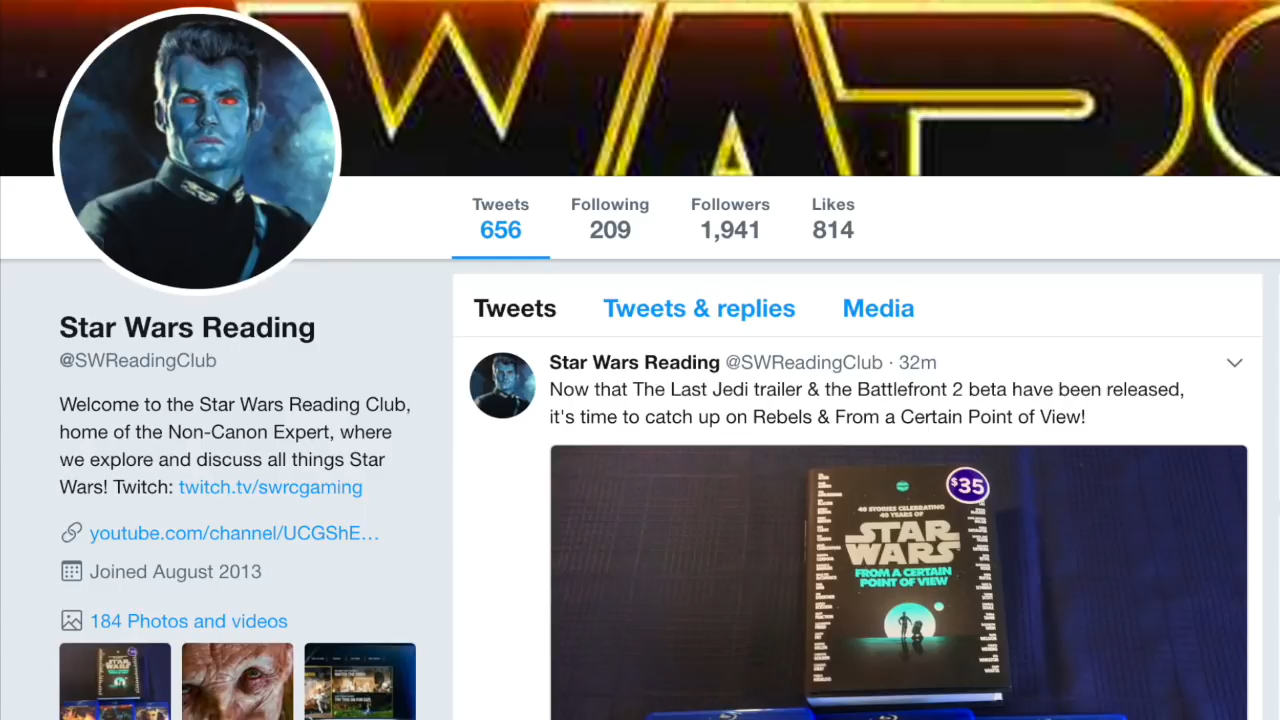 WARS
Tweets Following Followers Likes
656 209 1,941 814
Star Wars Reading
@SWReadingClub
Welcome to the Star Wars Reading Club,
home of the Non-Canon Expert, where
we explore and discuss all things Star
Wars! Twitch: twitch.tv/swrcgaming
youtube.com/channel/UCGShE…
Joined August 2013
184 Photos and videos
Tweets Tweets & replies Media
Star Wars Reading @SWReadingClub · 32m
Now that The Last Jedi trailer & the Battlefront 2 beta have been released,
it's time to catch up on Rebels & From a Certain Point of View!
$35
40 STORIES CELEBRATING
40 YEARS OF
STAR
WARS
FROM A CERTAIN
POINT OF VIEW